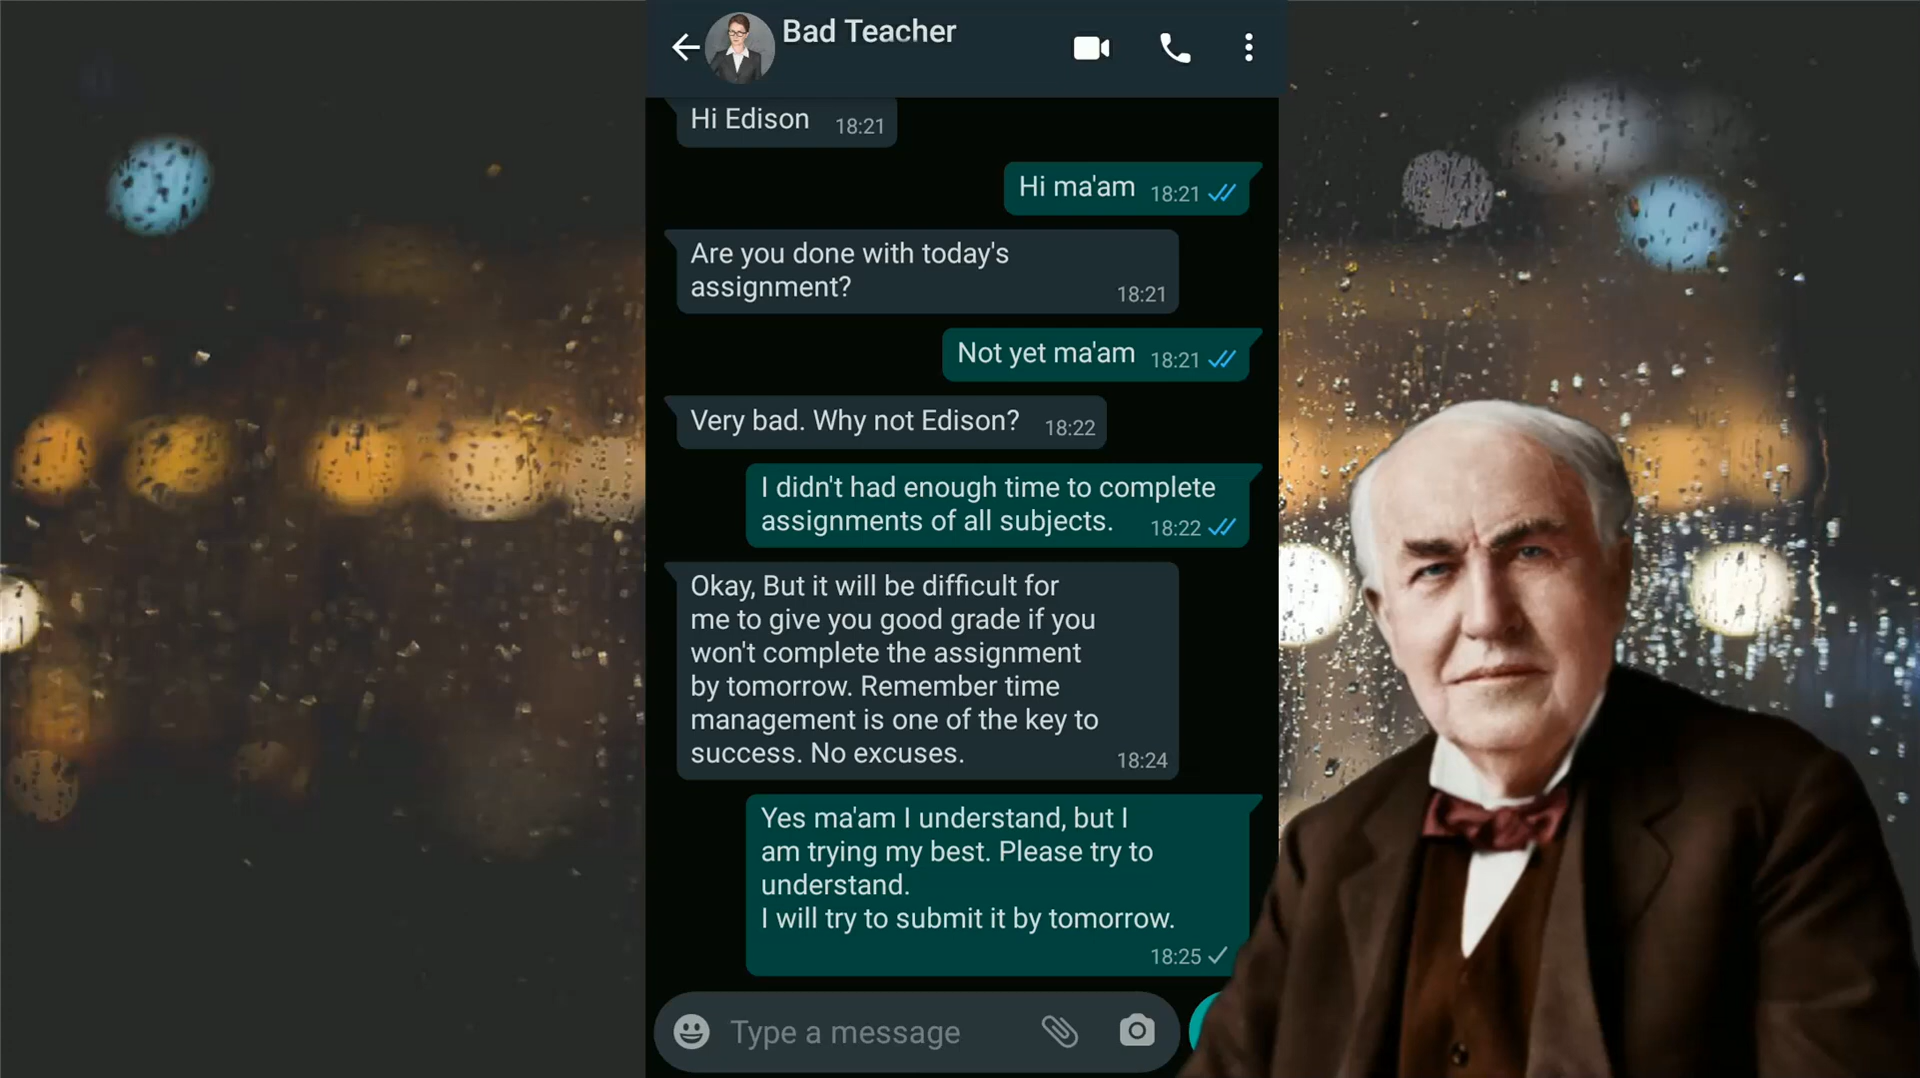 Bad Teacher
Hi Edison 18:21
Hi ma'am 18:21
Are you done with today's
assignment? 18:21
Not yet ma'am 18:21
Very bad. Why not Edison? 18:22
I didn't had enough time to complete
assignments of all subjects. 18:22
Okay, But it will be difficult for
me to give you good grade if you
won't complete the assignment
by tomorrow. Remember time
management is one of the key to
success. No excuses. 18:24
Yes ma'am I understand, but I
am trying my best. Please try to
understand.
I will try to submit it by tomorrow.
18:25
Type a message